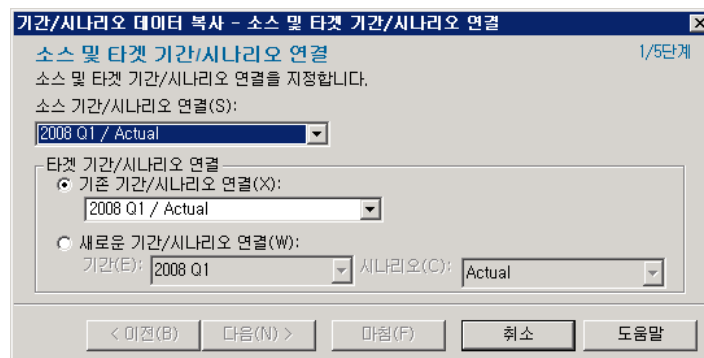 기간/시나리오 데이터 복사 - 소스 및 타겟 기간/시나리오 연결
소스 및 타겟 기간/시나리오 연결 1/5단계
소스 및 타겟 기간/시나리오 연결을 지정합니다.
소스 기간/시나리오 연결(S):
2008 Q1 / Actual
타겟 기간/시나리오 연결
기존 기간/시나리오 연결(X):
2008 Q1 / Actual
새로운 기간/시나리오 연결(W):
기간(E): 2008 Q1 시나리오(C): Actual
< 이전(B) 다음(N) > 마침(F) 취소 도움말